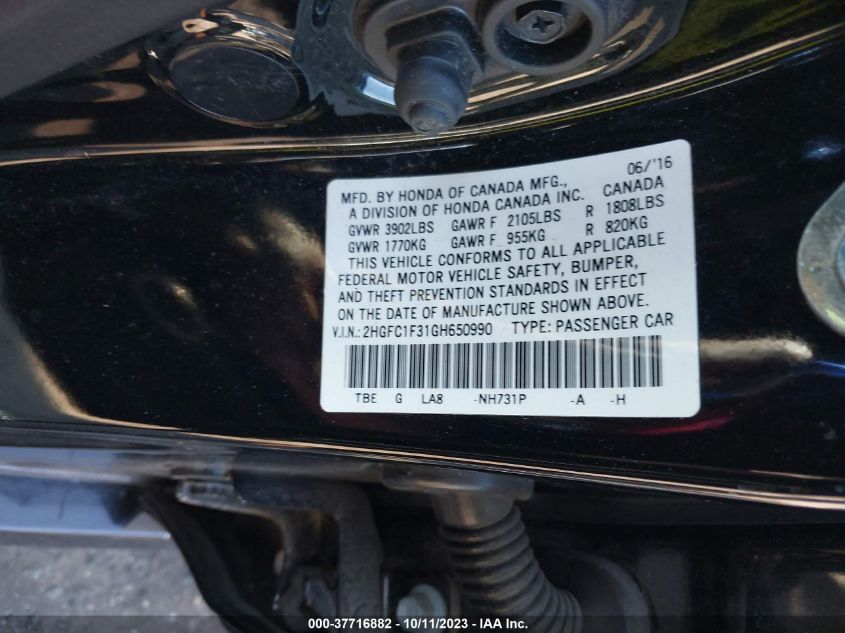 06/'16
MFD. BY HONDA OF CANADA MFG.,
A DIVISION OF HONDA CANADA INC. CANADA
GVWR 3902LBS GAWR F 2105LBS R 1808LBS
GVWR 1770KG GAWR F 955KG R 820KG
THIS VEHICLE CONFORMS TO ALL APPLICABLE
FEDERAL MOTOR VEHICLE SAFETY, BUMPER,
AND THEFT PREVENTION STANDARDS IN EFFECT
ON THE DATE OF MANUFACTURE SHOWN ABOVE.
V.I.N.: 2HGFC1F31GH650990 TYPE: PASSENGER CAR
TBE G LA8 -NH731P -A -H
000-37716882 - 10/11/2023 - IAA Inc.